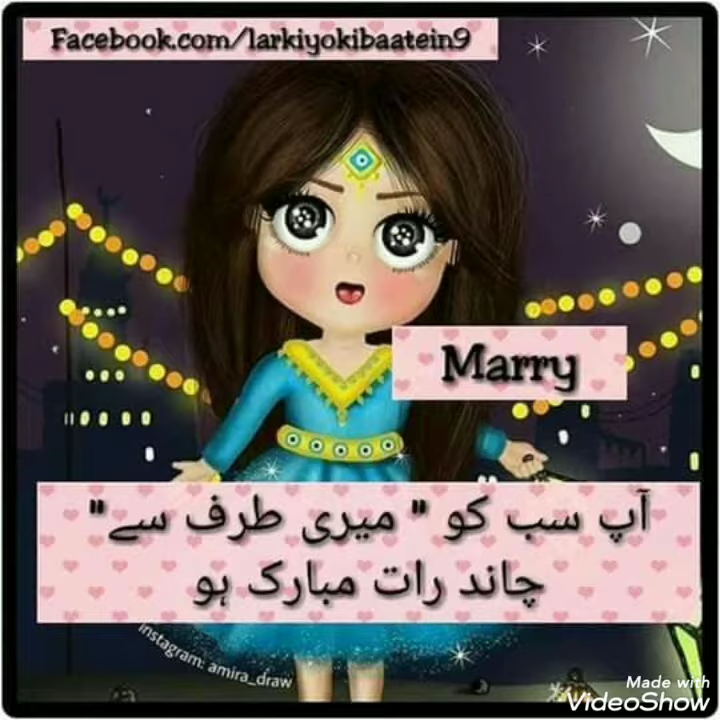 Facebook.com/larkiyokibaatein9
Marry
آپ سب کو " میری طرف سے"
چاند رات مبارک ہو
instagram: amira_draw
Made with
VideoShow